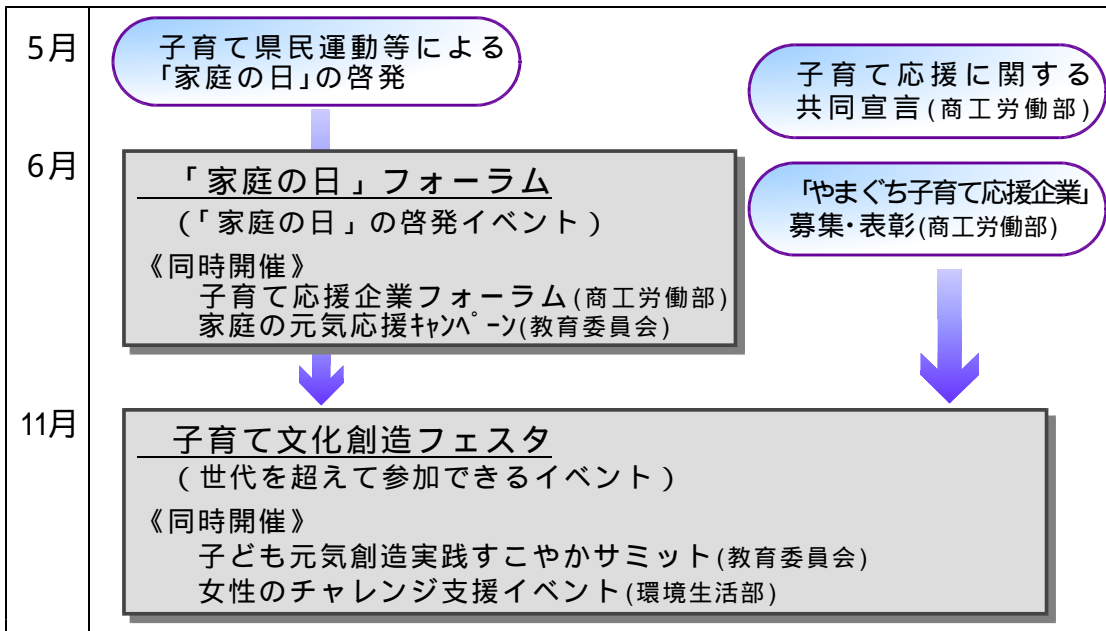 5月
子育て県民運動等による
「家庭の日」の啓発
子育て応援に関する
共同宣言(商工労働部)
6月
「家庭の日」フォーラム
(「家庭の日」の啓発イベント)
《同時開催》
子育て応援企業フォーラム(商工労働部)
家庭の元気応援ｷｬﾝﾍﾟｰﾝ(教育委員会)
「やまぐち子育て応援企業」
募集・表彰(商工労働部)
11月
子育て文化創造フェスタ
(世代を超えて参加できるイベント)
《同時開催》
子ども元気創造実践すこやかサミット(教育委員会)
女性のチャレンジ支援イベント(環境生活部)